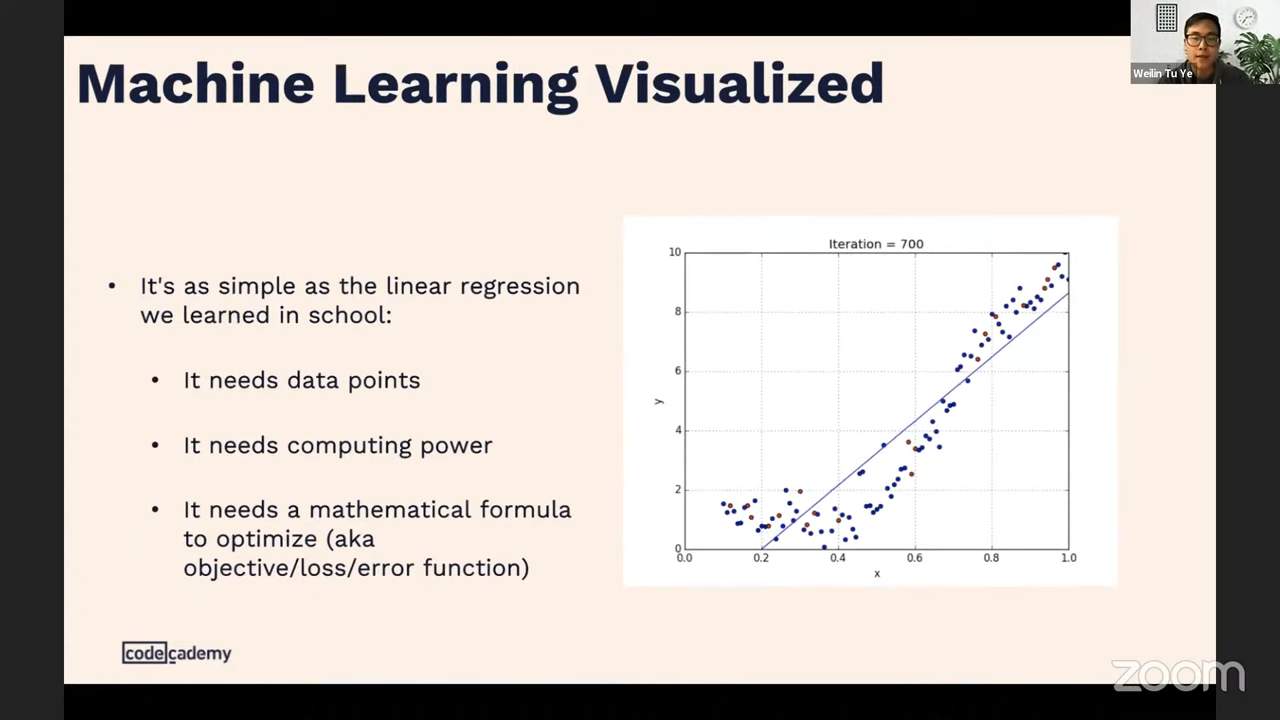 Machine Learning Visualized
Weilin Tu Ye
• It's as simple as the linear regression
we learned in school:
• It needs data points
• It needs computing power
• It needs a mathematical formula
to optimize (aka
objective/loss/error function)
Iteration = 700
10
8
6
4
2
0
y
0.0 0.2 0.4 0.6 0.8 1.0
x
codecademy
zoom